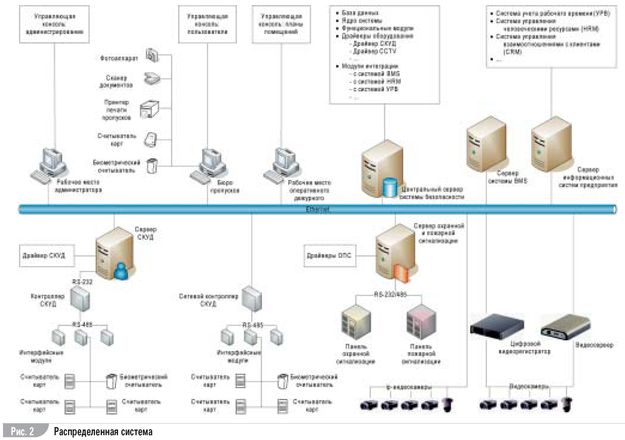 Управляющая
консоль:
администрирование
Управляющая
консоль:
пользователи
Управляющая
консоль: планы
помещений
• База данных
• Ядро системы
• Функциональные модули
• Драйверы оборудования
- Драйвер СКУД
- Драйвер CCTV
- ...
• Модули интеграции
- с системой BMS
- с системой HRM
- с системой УРВ
- ...
• Система учета рабочего времени(УРВ)
• Система управления
человеческими ресурсами (HRM)
• Система управления
взаимоотношениями с клиентами
(CRM)
• ...
Фотоаппарат
Сканер
документов
Принтер
печати
пропусков
Считыватель
карт
Биометрический
считыватель
Рабочее место
администратора
Бюро
пропусков
Рабочее место
оперативного
дежурного
Центральный сервер
системы безопасности
Сервер
системы BMS
Сервер
информационных
систем предприятия
Ethernet
Сервер
СКУД
Драйвер СКУД
RS-232
Контроллер
СКУД
RS-485
Интерфейсные
модули
Считыватель
карт
Биометрический
считыватель
Считыватель
карт
Считыватель
карт
Сетевой контроллер
СКУД
RS-485
Интерфейсные
модули
Считыватель
карт
Биометрический
считыватель
Считыватель
карт
Считыватель
карт
Сервер охранной
и пожарной
сигнализации
Драйверы ОПС
RS-232/485
Панель
охранной
сигнализации
Панель
пожарной
сигнализации
Цифровой
видеорегистратор
Видеосервер
ip-видеокамеры
Видеокамеры
Рис. 2 Распределенная система